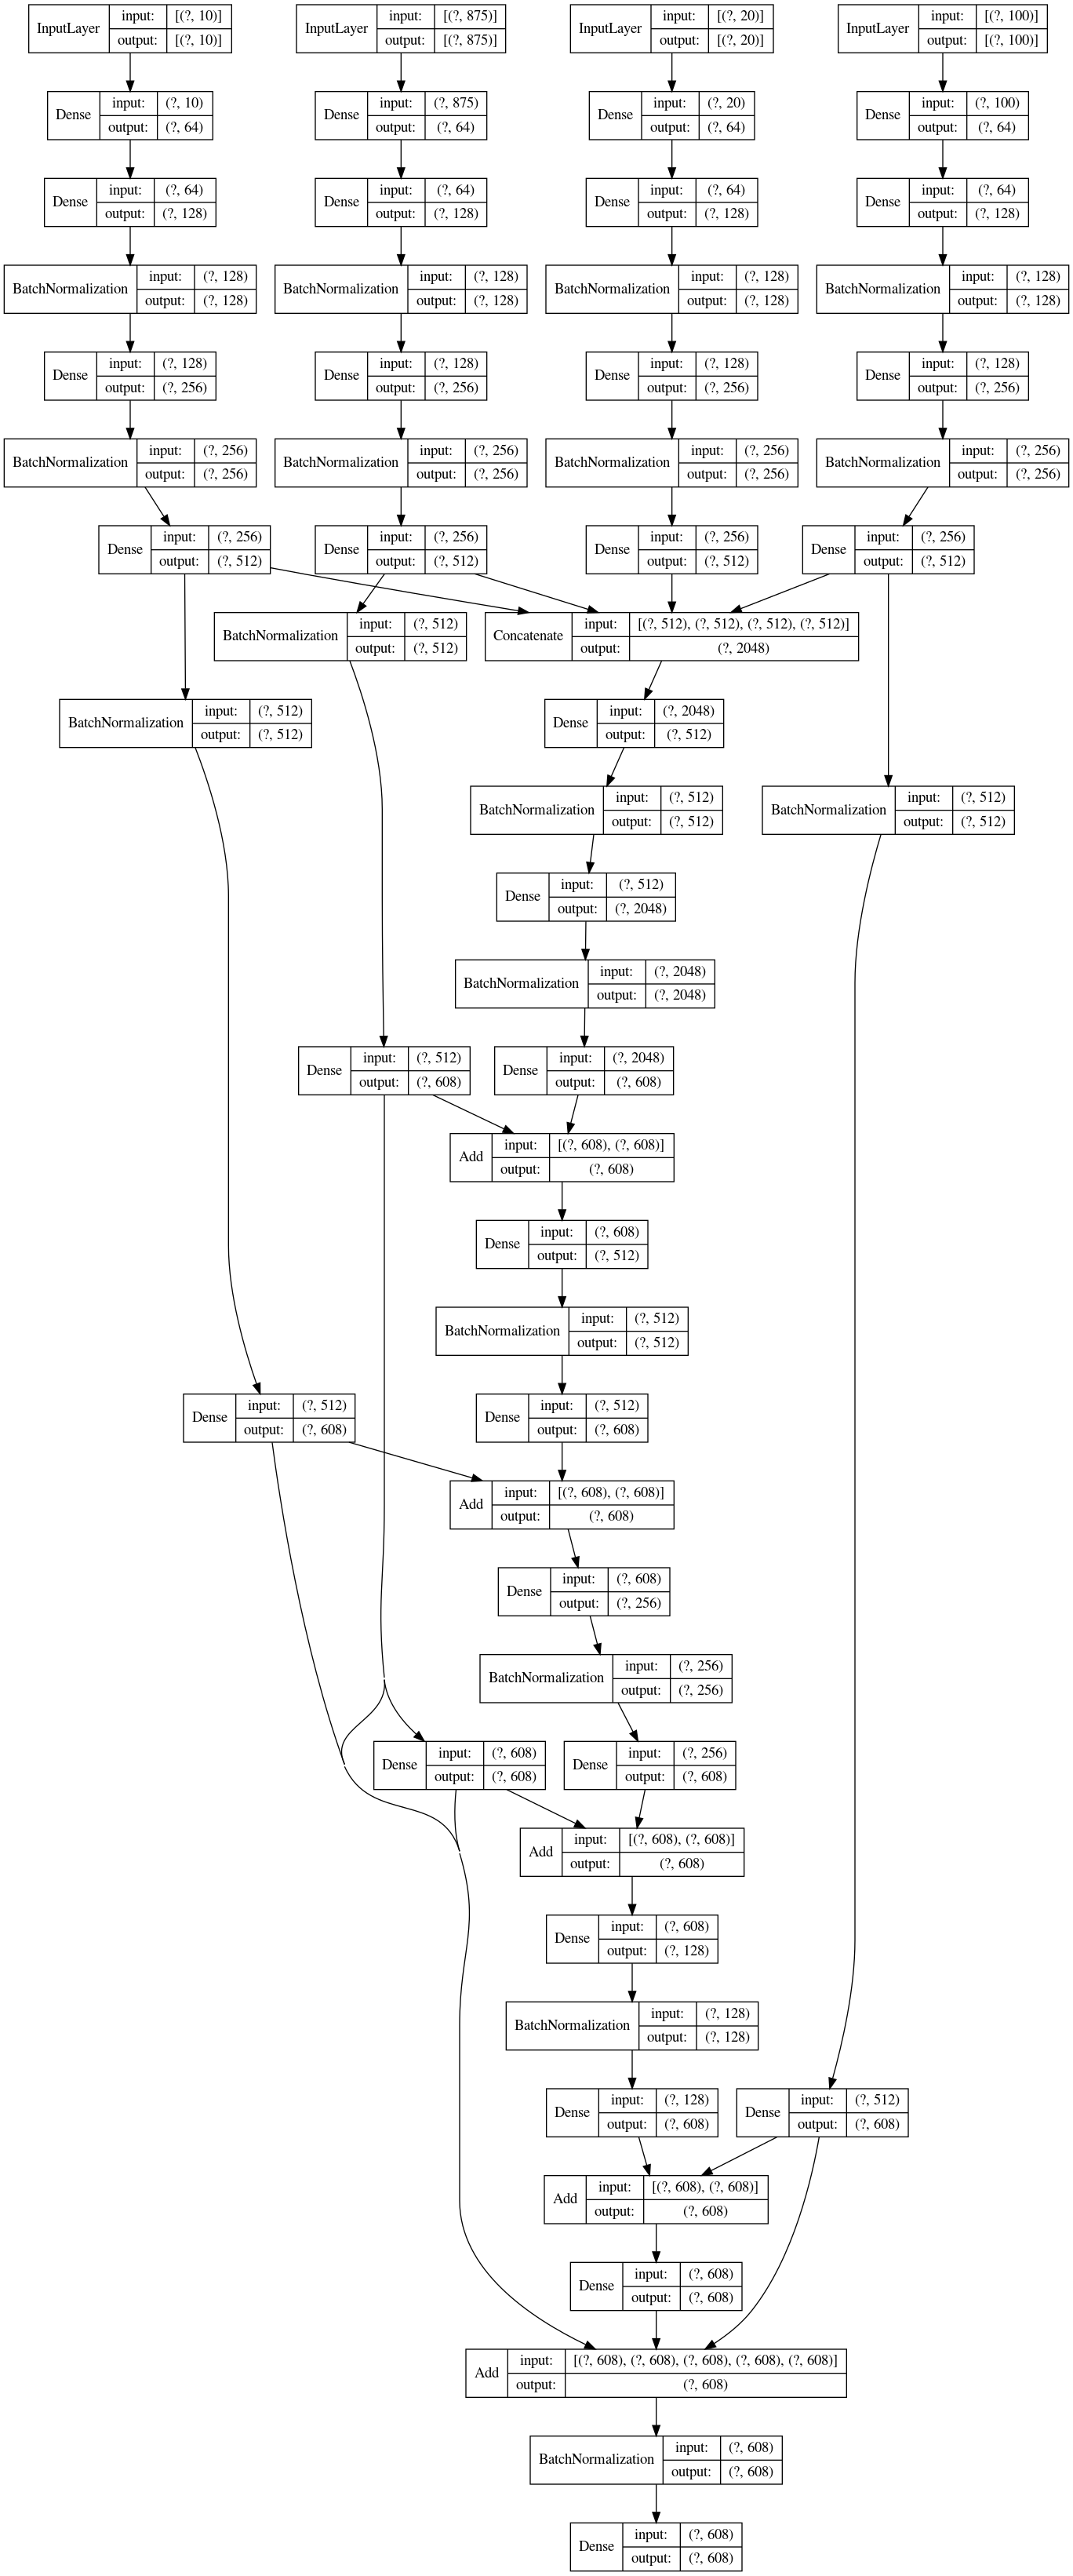 InputLayer
input: [(?, 10)]
output: [(?, 10)]
InputLayer
input: [(?, 875)]
output: [(?, 875)]
InputLayer
input: [(?, 20)]
output: [(?, 20)]
InputLayer
input: [(?, 100)]
output: [(?, 100)]
Dense
input: (?, 10)
output: (?, 64)
Dense
input: (?, 875)
output: (?, 64)
Dense
input: (?, 20)
output: (?, 64)
Dense
input: (?, 100)
output: (?, 64)
Dense
input: (?, 64)
output: (?, 128)
Dense
input: (?, 64)
output: (?, 128)
Dense
input: (?, 64)
output: (?, 128)
Dense
input: (?, 64)
output: (?, 128)
BatchNormalization
input: (?, 128)
output: (?, 128)
BatchNormalization
input: (?, 128)
output: (?, 128)
BatchNormalization
input: (?, 128)
output: (?, 128)
BatchNormalization
input: (?, 128)
output: (?, 128)
Dense
input: (?, 128)
output: (?, 256)
Dense
input: (?, 128)
output: (?, 256)
Dense
input: (?, 128)
output: (?, 256)
Dense
input: (?, 128)
output: (?, 256)
BatchNormalization
input: (?, 256)
output: (?, 256)
BatchNormalization
input: (?, 256)
output: (?, 256)
BatchNormalization
input: (?, 256)
output: (?, 256)
BatchNormalization
input: (?, 256)
output: (?, 256)
Dense
input: (?, 256)
output: (?, 512)
Dense
input: (?, 256)
output: (?, 512)
Dense
input: (?, 256)
output: (?, 512)
Dense
input: (?, 256)
output: (?, 512)
BatchNormalization
input: (?, 512)
output: (?, 512)
Concatenate
input: [(?, 512), (?, 512), (?, 512), (?, 512)]
output: (?, 2048)
BatchNormalization
input: (?, 512)
output: (?, 512)
Dense
input: (?, 2048)
output: (?, 512)
BatchNormalization
input: (?, 512)
output: (?, 512)
BatchNormalization
input: (?, 512)
output: (?, 512)
Dense
input: (?, 512)
output: (?, 2048)
BatchNormalization
input: (?, 2048)
output: (?, 2048)
Dense
input: (?, 512)
output: (?, 608)
Dense
input: (?, 2048)
output: (?, 608)
Add
input: [(?, 608), (?, 608)]
output: (?, 608)
Dense
input: (?, 608)
output: (?, 512)
BatchNormalization
input: (?, 512)
output: (?, 512)
Dense
input: (?, 512)
output: (?, 608)
Dense
input: (?, 512)
output: (?, 608)
Add
input: [(?, 608), (?, 608)]
output: (?, 608)
Dense
input: (?, 608)
output: (?, 256)
BatchNormalization
input: (?, 256)
output: (?, 256)
Dense
input: (?, 608)
output: (?, 608)
Dense
input: (?, 256)
output: (?, 608)
Add
input: [(?, 608), (?, 608)]
output: (?, 608)
Dense
input: (?, 608)
output: (?, 128)
BatchNormalization
input: (?, 128)
output: (?, 128)
Dense
input: (?, 128)
output: (?, 608)
Dense
input: (?, 512)
output: (?, 608)
Add
input: [(?, 608), (?, 608)]
output: (?, 608)
Dense
input: (?, 608)
output: (?, 608)
Add
input: [(?, 608), (?, 608), (?, 608), (?, 608), (?, 608)]
output: (?, 608)
BatchNormalization
input: (?, 608)
output: (?, 608)
Dense
input: (?, 608)
output: (?, 608)